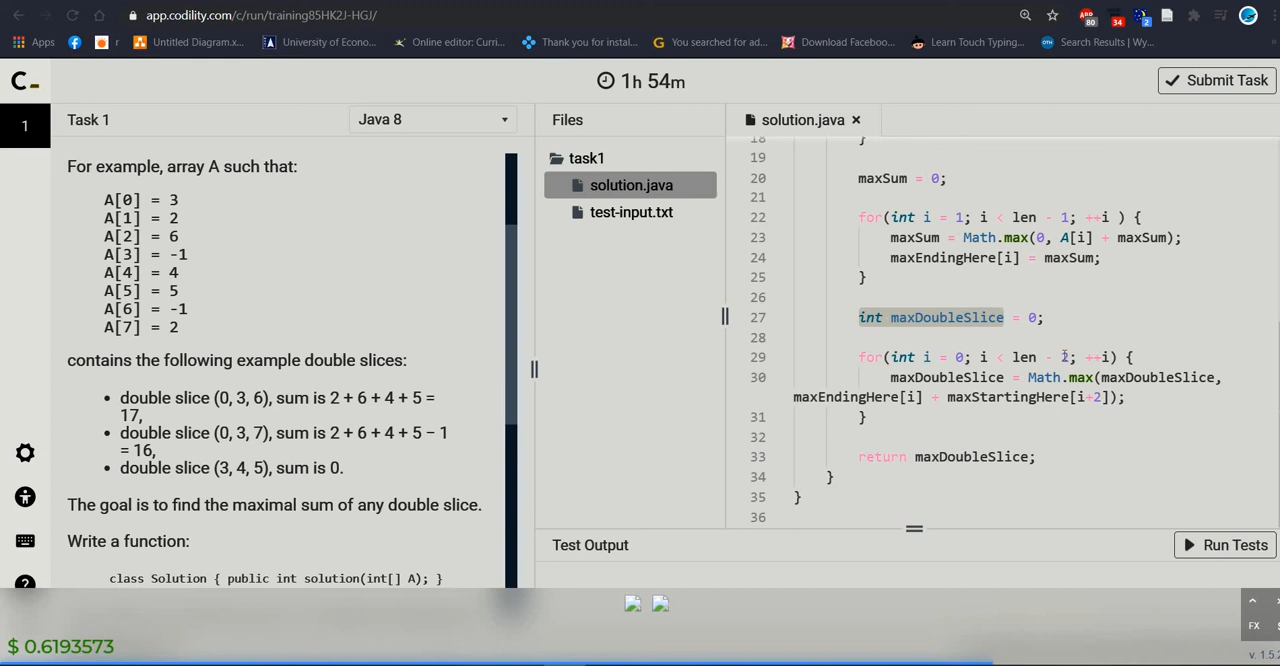 app.codility.com/c/run/training85HK2J-HGJ/
80
34
2
Apps
r
Untitled Diagram.x...
University of Econo...
Online editor: Curri...
Thank you for instal...
You searched for ad...
Download Faceboo...
Learn Touch Typing...
Search Results | Wy...
C_
1h 54m
Submit Task
1
Task 1
Java 8
For example, array A such that:
A[0] = 3
A[1] = 2
A[2] = 6
A[3] = -1
A[4] = 4
A[5] = 5
A[6] = -1
A[7] = 2
contains the following example double slices:
• double slice (0, 3, 6), sum is 2 + 6 + 4 + 5 =
17,
• double slice (0, 3, 7), sum is 2 + 6 + 4 + 5 − 1
= 16,
• double slice (3, 4, 5), sum is 0.
The goal is to find the maximal sum of any double slice.
Write a function:
class Solution { public int solution(int[] A); }
Files
task1
solution.java
test-input.txt
solution.java ×
18 }
19
20 maxSum = 0;
21
22 for(int i = 1; i < len - 1; ++i ) {
23 maxSum = Math.max(0, A[i] + maxSum);
24 maxEndingHere[i] = maxSum;
25 }
26
27 int maxDoubleSlice = 0;
28
29 for(int i = 0; i < len - 2; ++i) {
30 maxDoubleSlice = Math.max(maxDoubleSlice,
maxEndingHere[i] + maxStartingHere[i+2]);
31 }
32
33 return maxDoubleSlice;
34 }
35 }
36
Test Output
Run Tests
$ 0.6193573
FX
v. 1.5.2